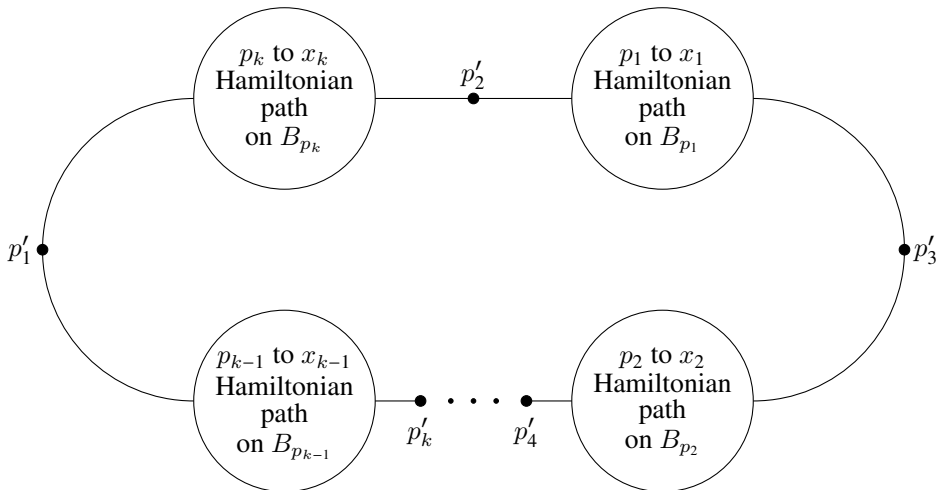 p_k to x_k
Hamiltonian
path
on B_{p_k}
p′_2
p_1 to x_1
Hamiltonian
path
on B_{p_1}
p′_1
p′_3
p_{k−1} to x_{k−1}
Hamiltonian
path
on B_{p_{k−1}}
p′_k
p′_4
p_2 to x_2
Hamiltonian
path
on B_{p_2}